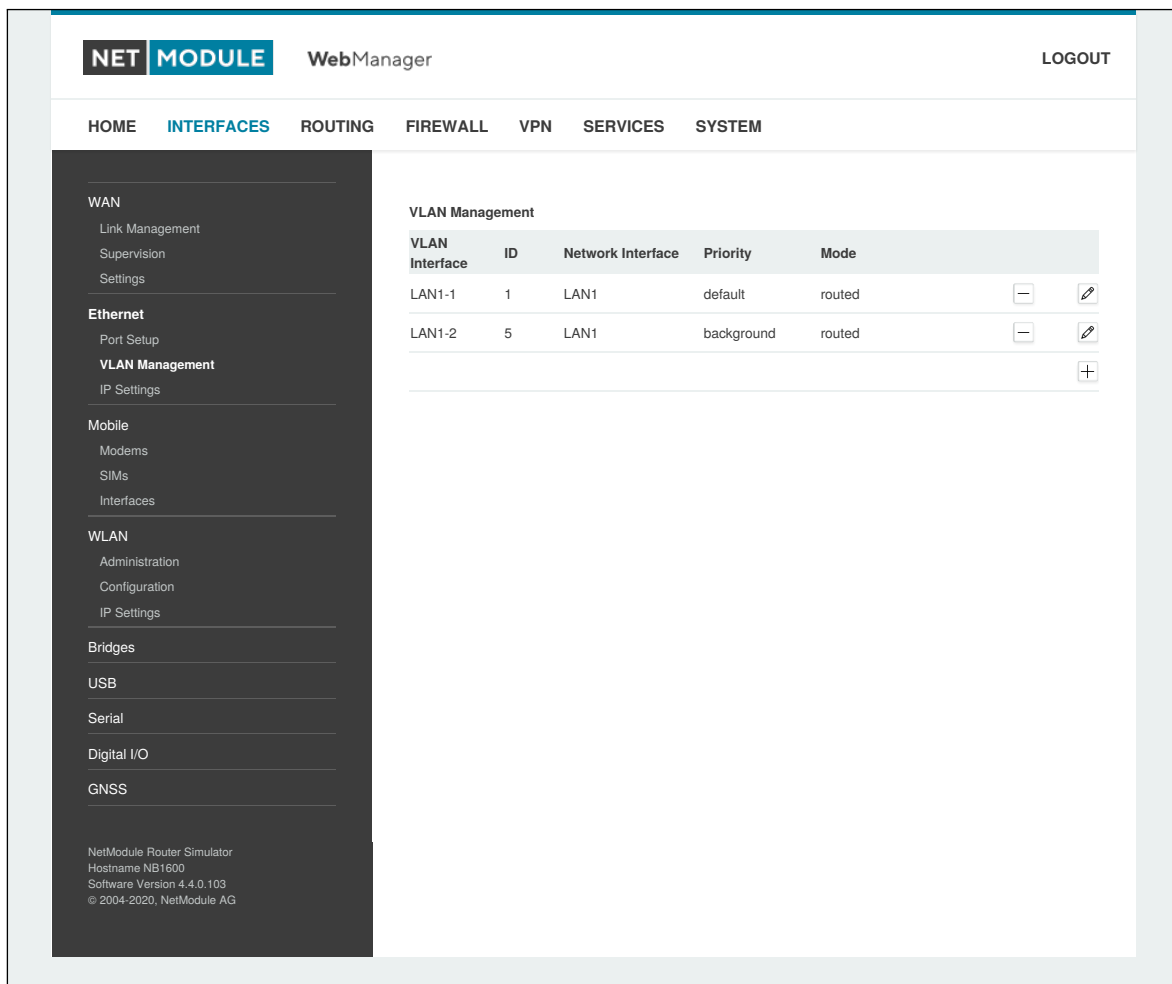 NET MODULE WebManager LOGOUT
HOME INTERFACES ROUTING FIREWALL VPN SERVICES SYSTEM
WAN
Link Management
Supervision
Settings
Ethernet
Port Setup
VLAN Management
IP Settings
Mobile
Modems
SIMs
Interfaces
WLAN
Administration
Configuration
IP Settings
Bridges
USB
Serial
Digital I/O
GNSS
NetModule Router Simulator
Hostname NB1600
Software Version 4.4.0.103
© 2004-2020, NetModule AG
VLAN Management
VLAN Interface ID Network Interface Priority Mode
LAN1-1 1 LAN1 default routed
LAN1-2 5 LAN1 background routed